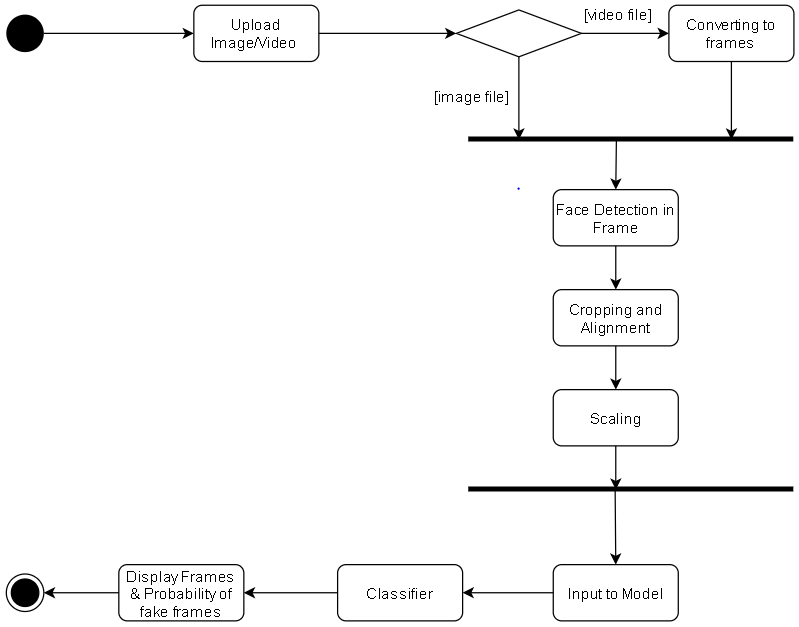 Upload
Image/Video
[video file]
Converting to
frames
[image file]
Face Detection in
Frame
Cropping and
Alignment
Scaling
Display Frames
& Probability of
fake frames
Classifier
Input to Model